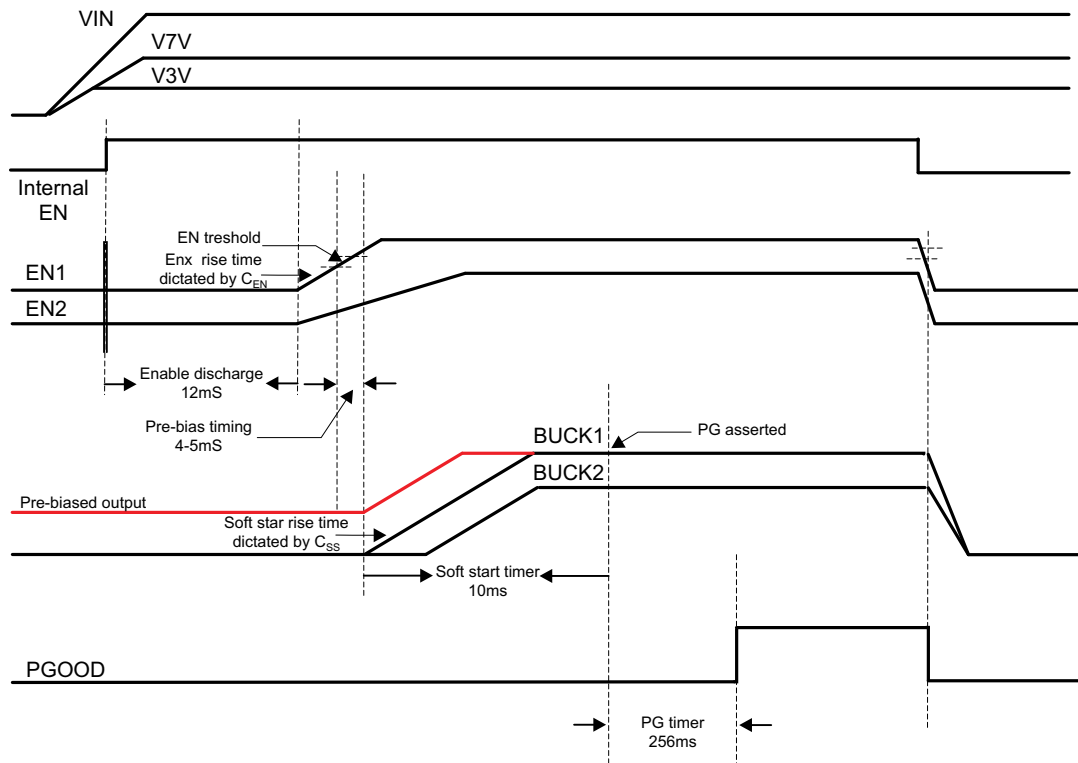 VIN
V7V
V3V
Internal
EN
EN treshold
Enx rise time
dictated by CEN
EN1
EN2
Enable discharge
12mS
Pre-bias timing
4-5mS
BUCK1
PG asserted
BUCK2
Pre-biased output
Soft star rise time
dictated by CSS
Soft start timer
10ms
PGOOD
PG timer
256ms